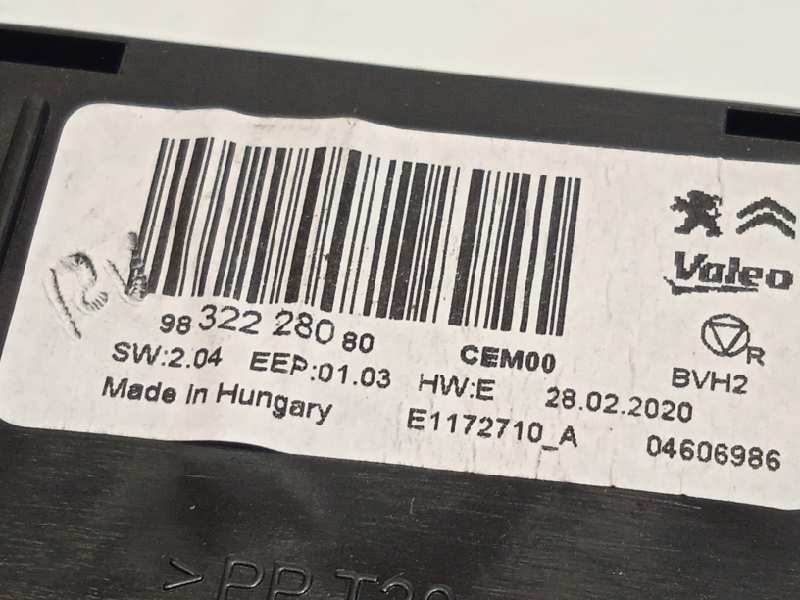 Valeo
98 322 280 80 CEM00
R
BVH2
SW:2.04 EEP:01.03 HW:E 28.02.2020
Made in Hungary E1172710_A 04606986
>PP T20